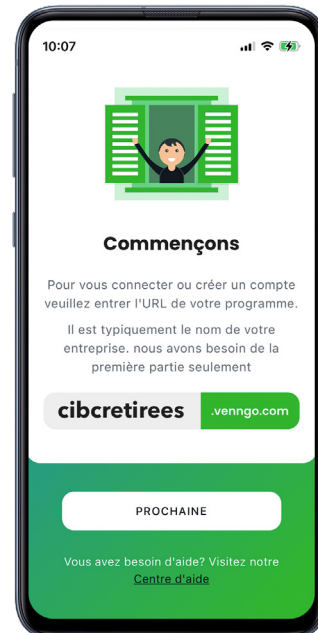 10:07
Commençons
Pour vous connecter ou créer un compte
veuillez entrer l'URL de votre programme.
Il est typiquement le nom de votre
entreprise. nous avons besoin de la
première partie seulement
cibcretirees .venngo.com
PROCHAINE
Vous avez besoin d'aide? Visitez notre
Centre d'aide